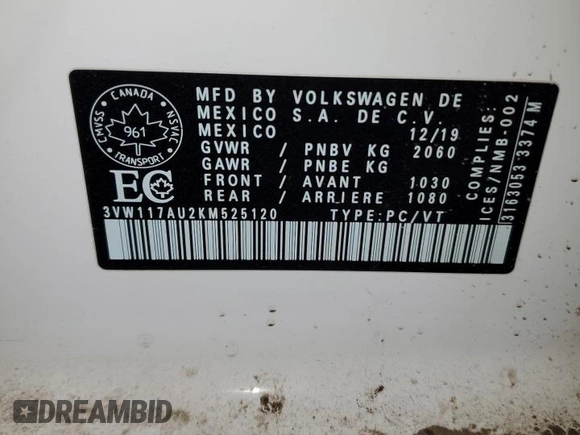 CANADA
CMVSS
961
NSVAC
TRANSPORT
EC
MFD BY VOLKSWAGEN DE
MEXICO S.A. DE C.V.
MEXICO 12/19
GVWR / PNBV KG 2060
GAWR / PNBE KG
FRONT / AVANT 1030
REAR / ARRIERE 1080
3VW117AU2KM525120 TYPE:PC/VT
COMPLIES:
ICES/NMB-002
3163053 3374 M
DREAMBID